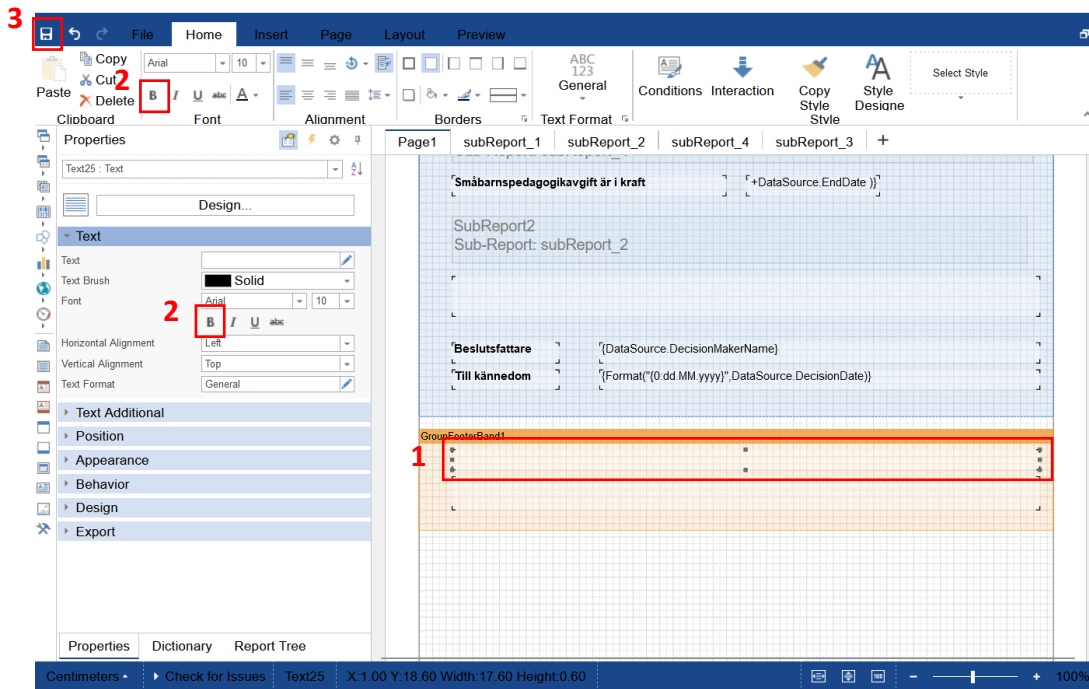 3
File Home Insert Page Layout Preview
Paste
Copy
Cut
Delete
Clipboard
2
Arial 10
B I U abc A
Font
Alignment
Borders
ABC
123
General
Text Format
Conditions Interaction
Copy
Style
Style
Designe
Style
Select Style
Properties
Text25 : Text
Design...
Text
Text
Text Brush Solid
Font Arial 10
2
B I U abc
Horizontal Alignment Left
Vertical Alignment Top
Text Format General
Text Additional
Position
Appearance
Behavior
Design
Export
Properties Dictionary Report Tree
Page1 subReport_1 subReport_2 subReport_4 subReport_3 +
Småbarnspedagogikavgift är i kraft +DataSource.EndDate )}
SubReport2
Sub-Report: subReport_2
Beslutsfattare {DataSource.DecisionMakerName}
Till kännedom {Format("{0:dd.MM.yyyy}",DataSource.DecisionDate)}
GroupFooterBand1
1
Centimeters Check for Issues Text25 X:1.00 Y:18.60 Width:17.60 Height:0.60 100 - + 100%